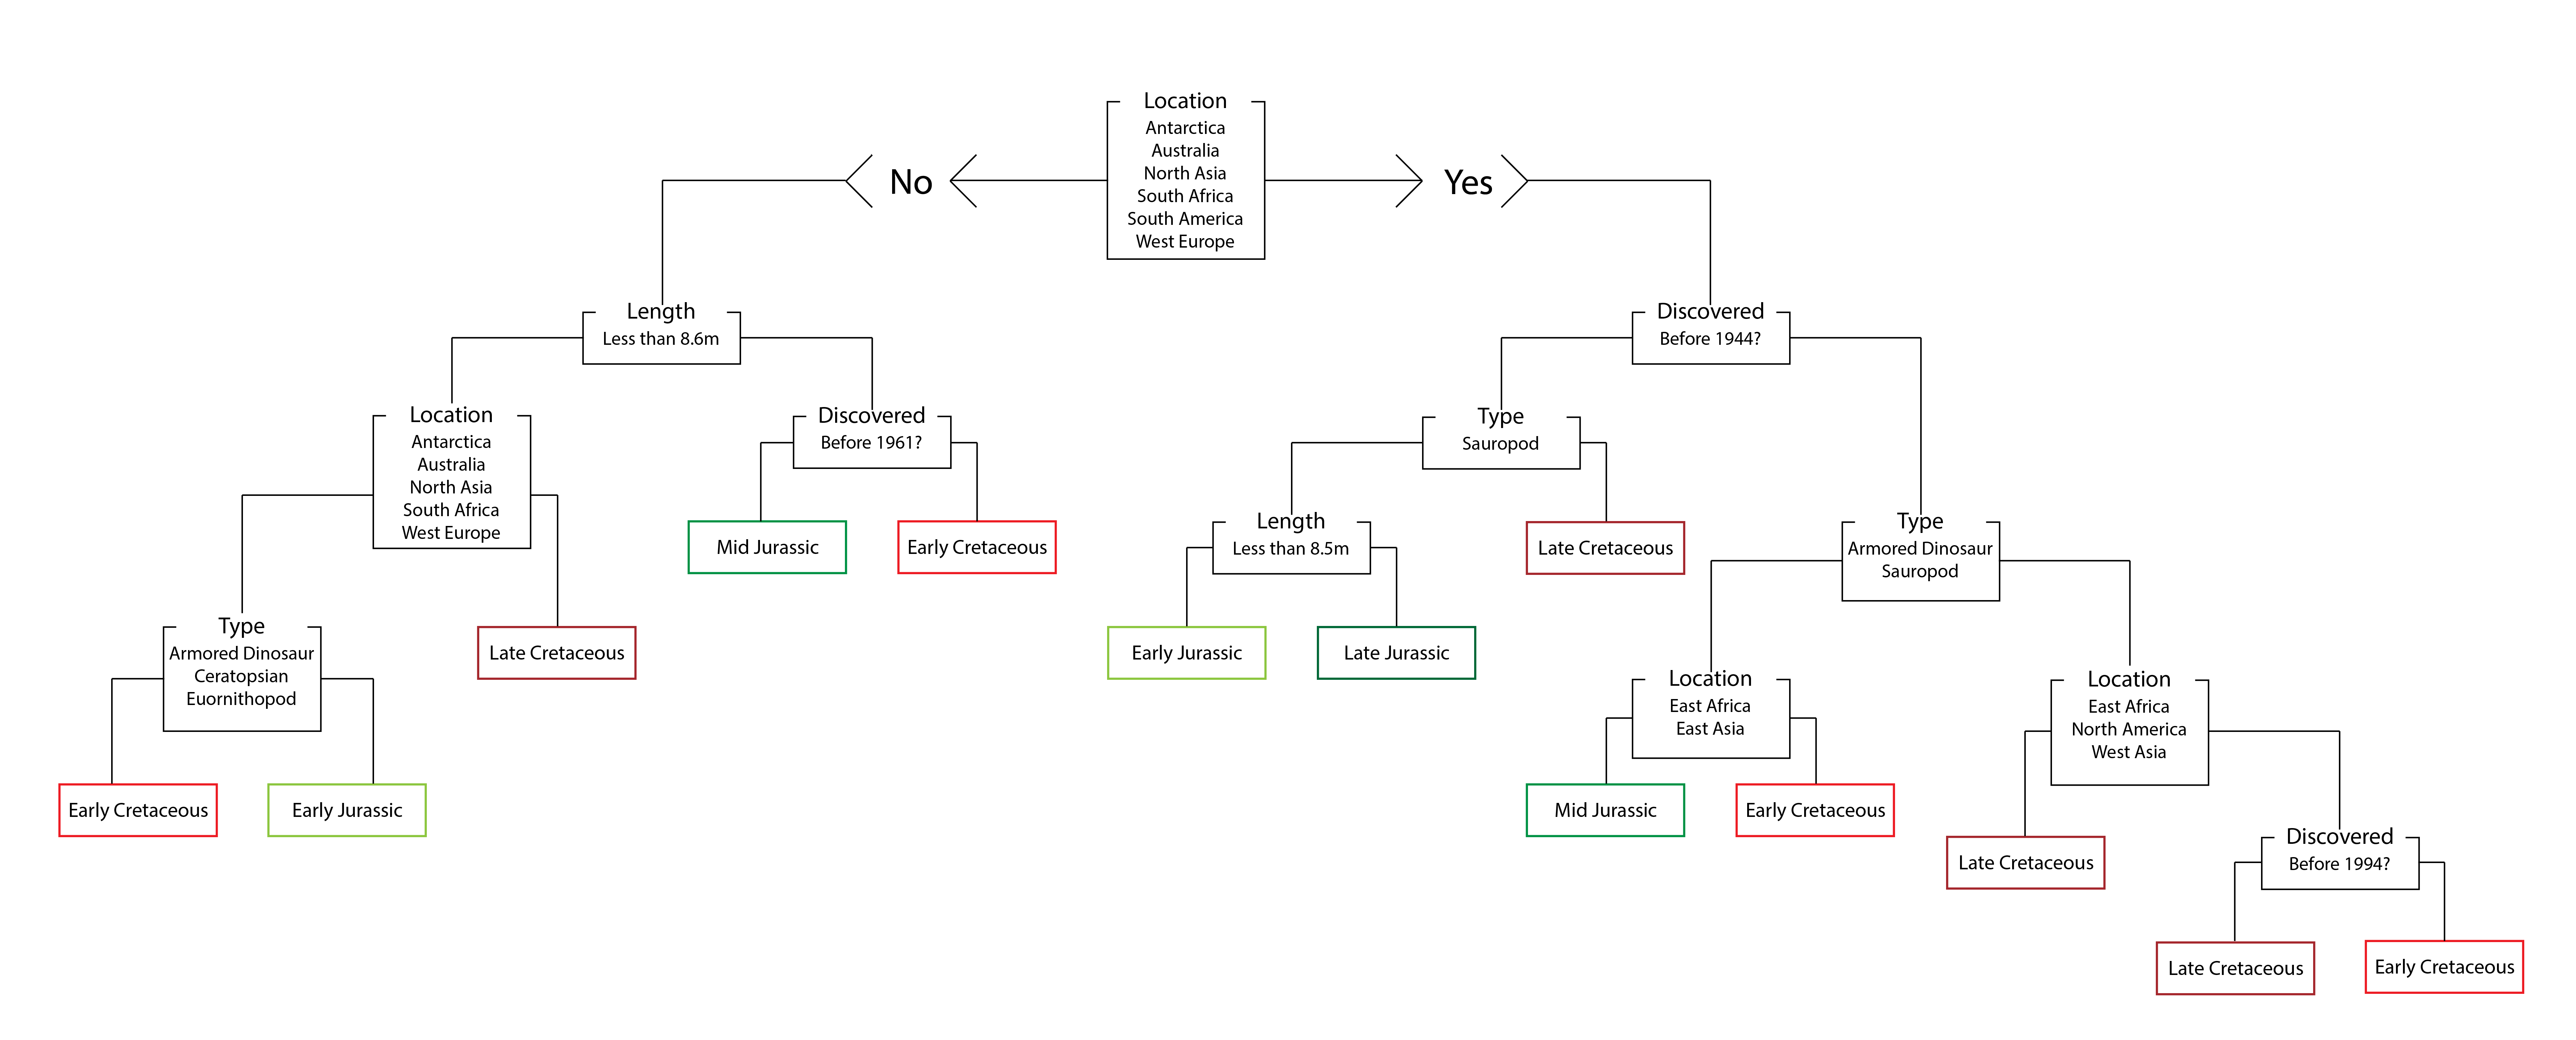 Location
Antarctica
Australia
North Asia
South Africa
South America
West Europe
No
Yes
Length
Less than 8.6m
Discovered
Before 1944?
Location
Antarctica
Australia
North Asia
South Africa
West Europe
Discovered
Before 1961?
Type
Sauropod
Mid Jurassic
Early Cretaceous
Length
Less than 8.5m
Late Cretaceous
Type
Armored Dinosaur
Sauropod
Type
Armored Dinosaur
Ceratopsian
Euornithopod
Late Cretaceous
Early Jurassic
Late Jurassic
Location
East Africa
East Asia
Location
East Africa
North America
West Asia
Early Cretaceous
Early Jurassic
Mid Jurassic
Early Cretaceous
Late Cretaceous
Discovered
Before 1994?
Late Cretaceous
Early Cretaceous